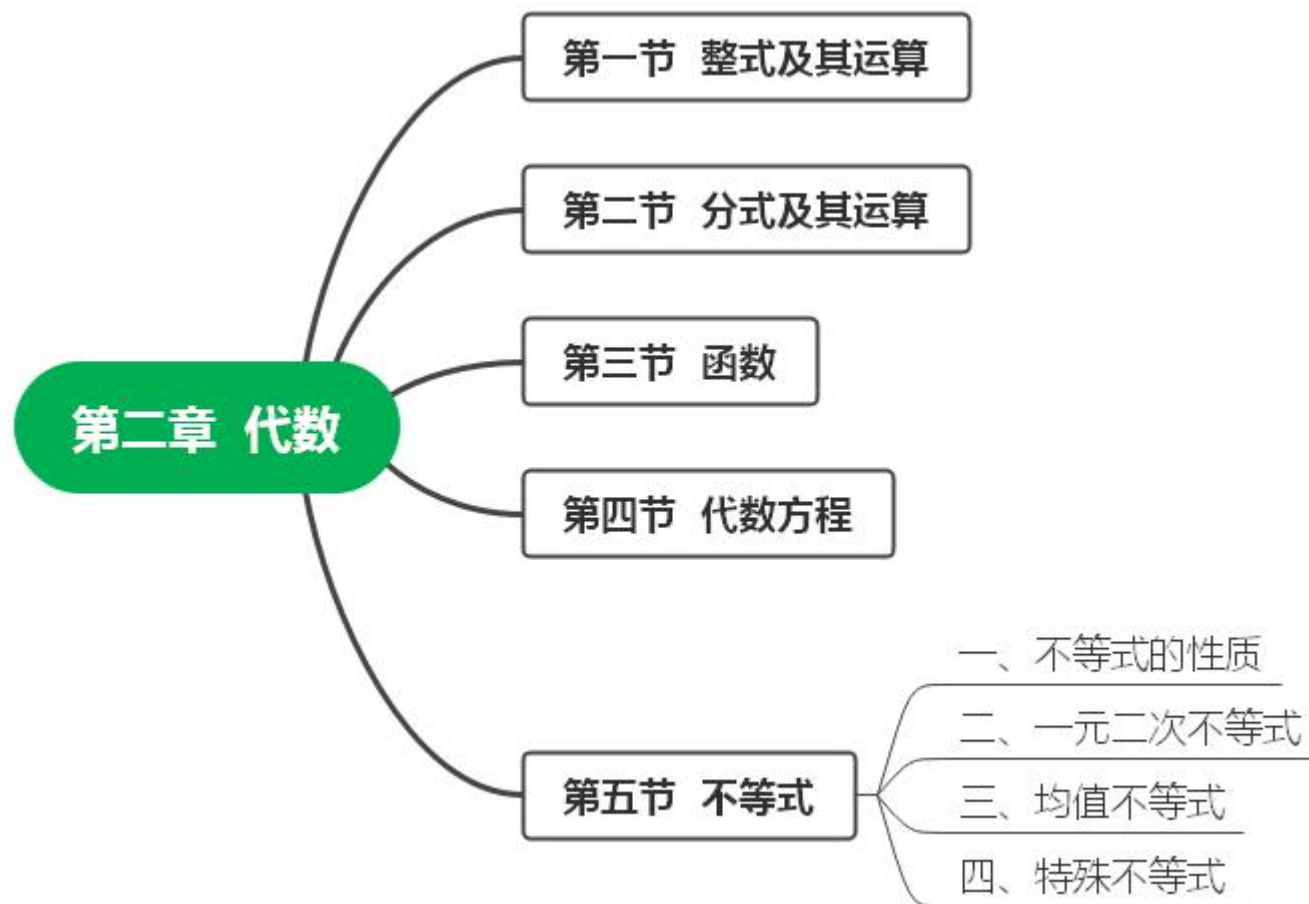 第一节 整式及其运算
第二节 分式及其运算
第三节 函数
第二章 代数
第四节 代数方程
一、不等式的性质
二、一元二次不等式
第五节 不等式
三、均值不等式
四、特殊不等式